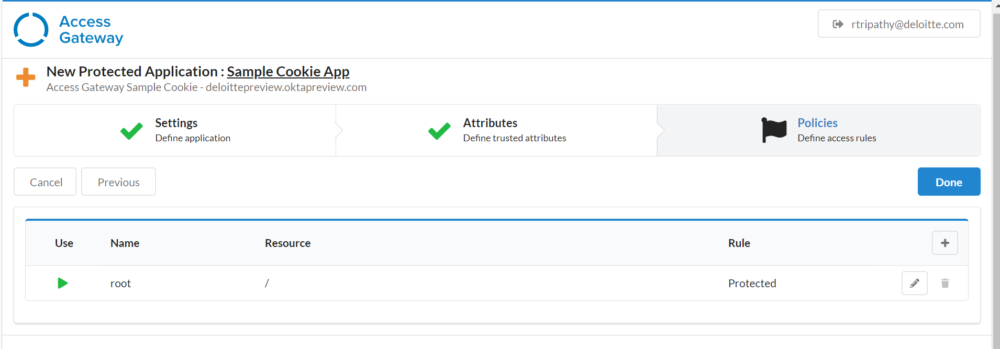 Access
Gateway
rtripathy@deloitte.com
New Protected Application : Sample Cookie App
Access Gateway Sample Cookie - deloittepreview.oktapreview.com
Settings
Define application
Attributes
Define trusted attributes
Policies
Define access rules
Cancel
Previous
Done
Use Name Resource Rule
root / Protected